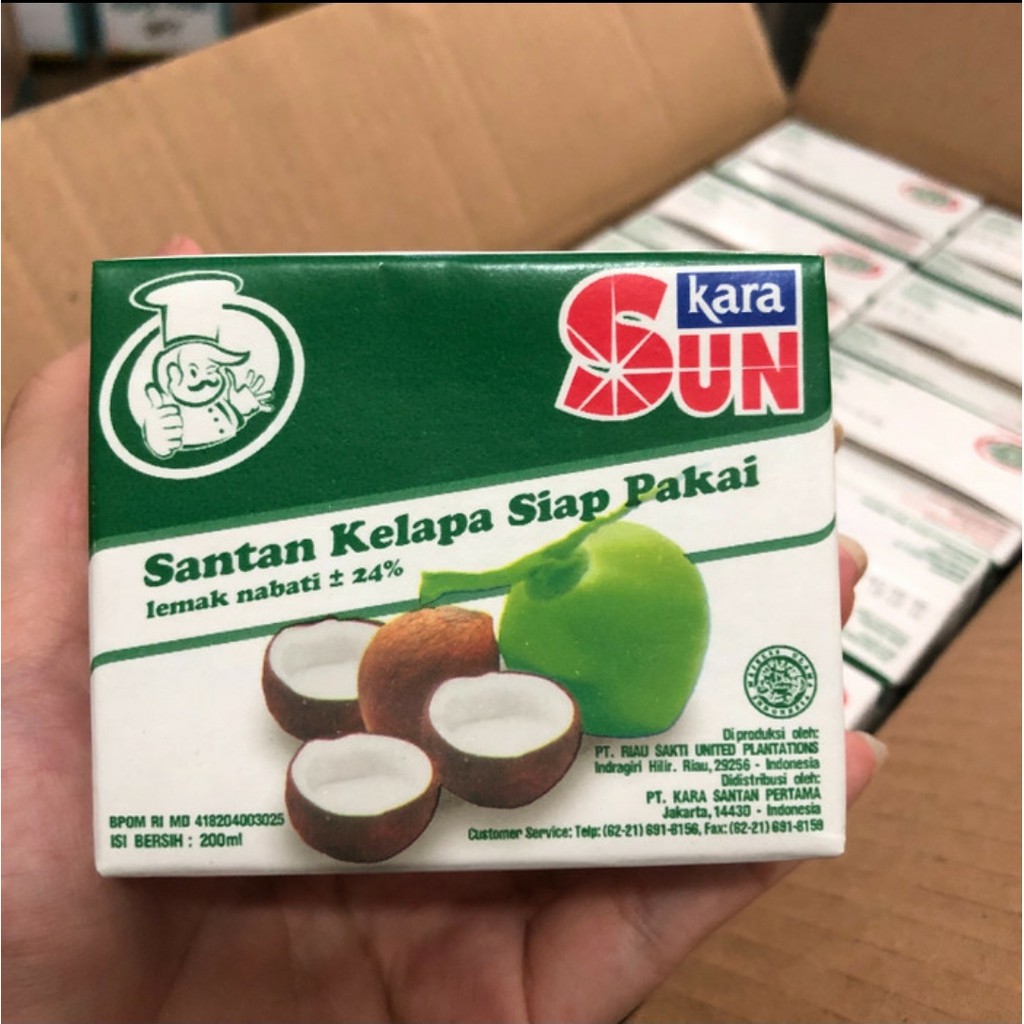 kara
SUN
Santan Kelapa Siap Pakai
lemak nabati ± 24%
Diproduksi oleh:
PT. RIAU SAKTI UNITED PLANTATIONS
Indragiri Hilir. Riau, 29256 - Indonesia
Didistribusi oleh:
PT. KARA SANTAN PERTAMA
Jakarta, 14430 - Indonesia
Customer Service: Telp: (62-21) 691-8156, Fax: (62-21) 691-8159
BPOM RI MD 418204003025
ISI BERSIH : 200ml